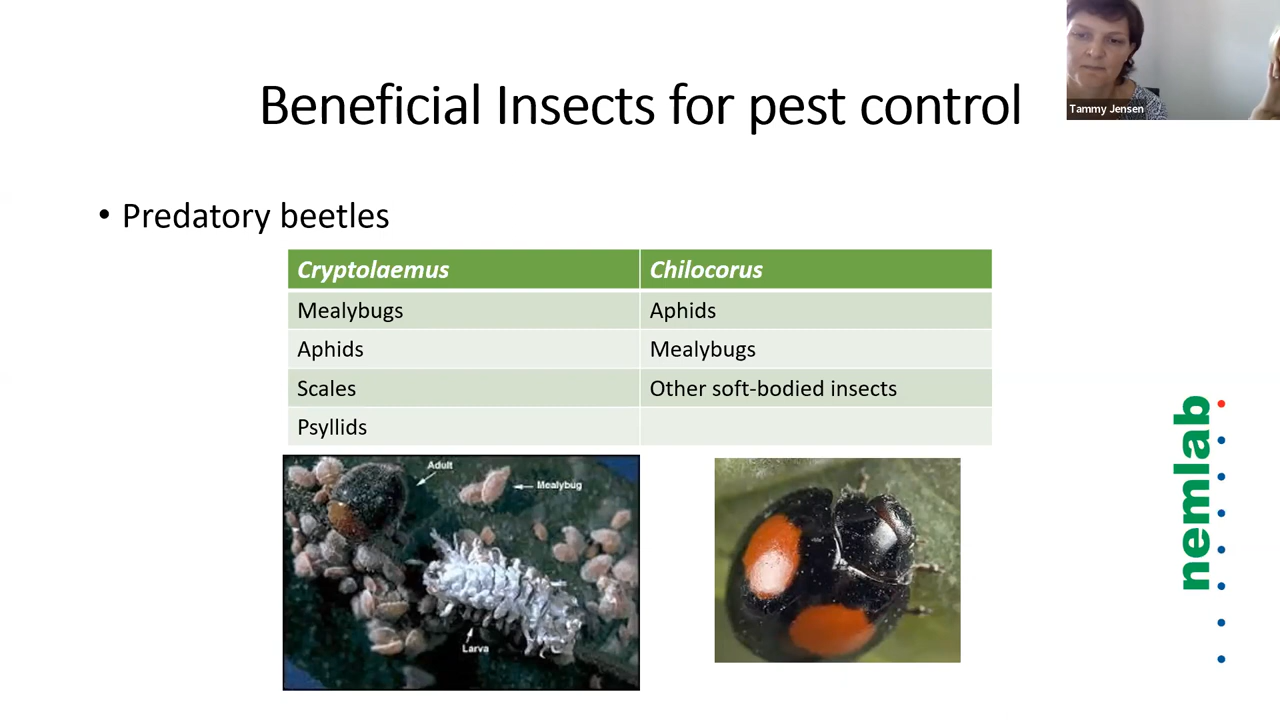 Beneficial Insects for pest control
Tammy Jensen
• Predatory beetles
Cryptolaemus Chilocorus
Mealybugs Aphids
Aphids Mealybugs
Scales Other soft-bodied insects
Psyllids
Adult
Mealybug
Larva
nemlab